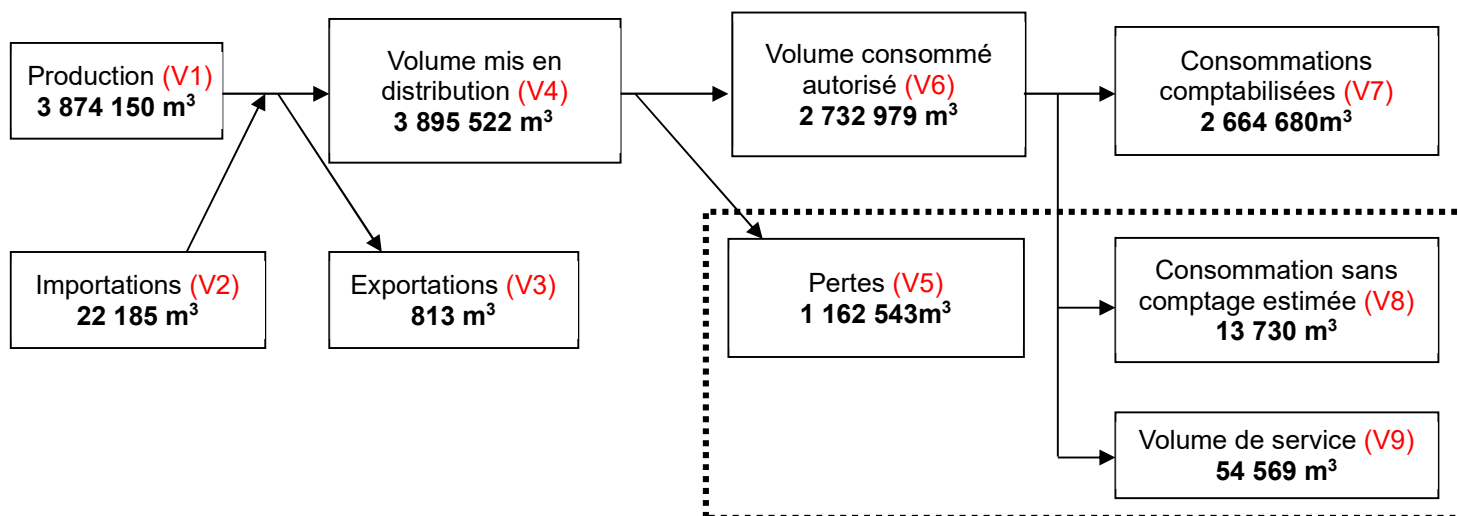 Production (V1)
3 874 150 m³
Volume mis en
distribution (V4)
3 895 522 m³
Volume consommé
autorisé (V6)
2 732 979 m³
Consommations
comptabilisées (V7)
2 664 680m³
Importations (V2)
22 185 m³
Exportations (V3)
813 m³
Pertes (V5)
1 162 543m³
Consommation sans
comptage estimée (V8)
13 730 m³
Volume de service (V9)
54 569 m³